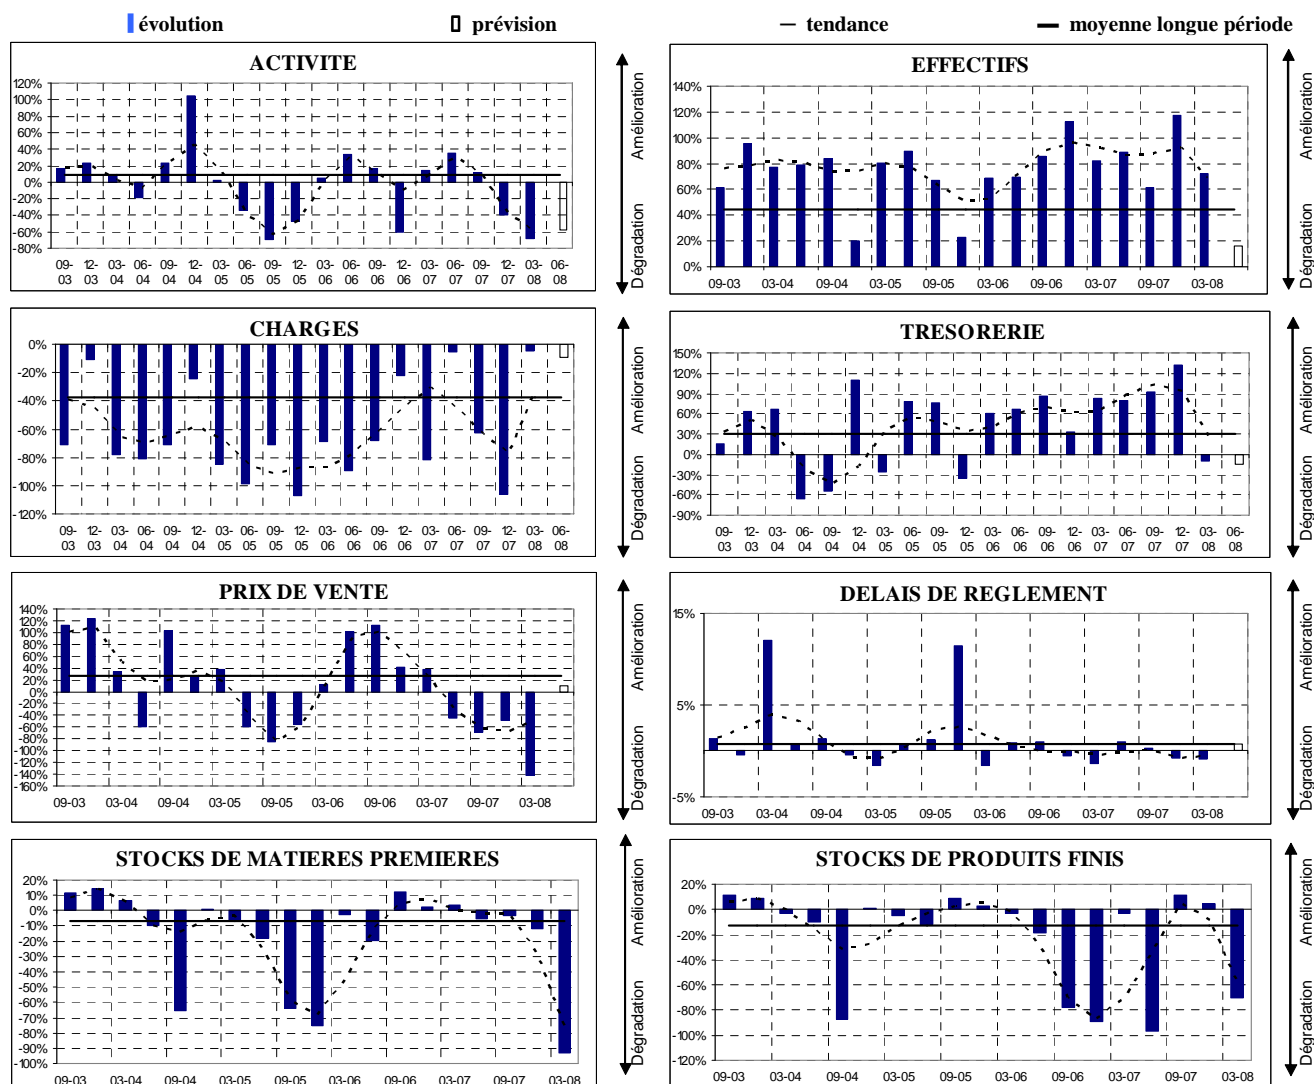 évolution prévision tendance moyenne longue période
ACTIVITE
120%
100%
80%
60%
40%
20%
0%
-20%
-40%
-60%
-80%
09-03 12-03 03-04 06-04 09-04 12-04 03-05 06-05 09-05 12-05 03-06 06-06 09-06 12-06 03-07 06-07 09-07 12-07 03-08 06-08
Amélioration
Dégradation
EFFECTIFS
140%
120%
100%
80%
60%
40%
20%
0%
09-03 03-04 09-04 03-05 09-05 03-06 09-06 03-07 09-07 03-08
Amélioration
Dégradation
CHARGES
0%
-20%
-40%
-60%
-80%
-100%
-120%
09-03 12-03 03-04 06-04 09-04 12-04 03-05 06-05 09-05 12-05 03-06 06-06 09-06 12-06 03-07 06-07 09-07 12-07 03-08 06-08
Amélioration
Dégradation
TRESORERIE
150%
120%
90%
60%
30%
0%
-30%
-60%
-90%
09-03 12-03 03-04 06-04 09-04 12-04 03-05 06-05 09-05 12-05 03-06 06-06 09-06 12-06 03-07 06-07 09-07 12-07 03-08 06-08
Amélioration
Dégradation
PRIX DE VENTE
140%
120%
100%
80%
60%
40%
20%
0%
-20%
-40%
-60%
-80%
-100%
-120%
-140%
-160%
09-03 03-04 09-04 03-05 09-05 03-06 09-06 03-07 09-07 03-08
Amélioration
Dégradation
DELAIS DE REGLEMENT
15%
5%
-5%
09-03 03-04 09-04 03-05 09-05 03-06 09-06 03-07 09-07 03-08
Amélioration
Dégradation
STOCKS DE MATIERES PREMIERES
20%
10%
0%
-10%
-20%
-30%
-40%
-50%
-60%
-70%
-80%
-90%
-100%
09-03 03-04 09-04 03-05 09-05 03-06 09-06 03-07 09-07 03-08
Amélioration
Dégradation
STOCKS DE PRODUITS FINIS
20%
0%
-20%
-40%
-60%
-80%
-100%
-120%
09-03 03-04 09-04 03-05 09-05 03-06 09-06 03-07 09-07 03-08
Amélioration
Dégradation